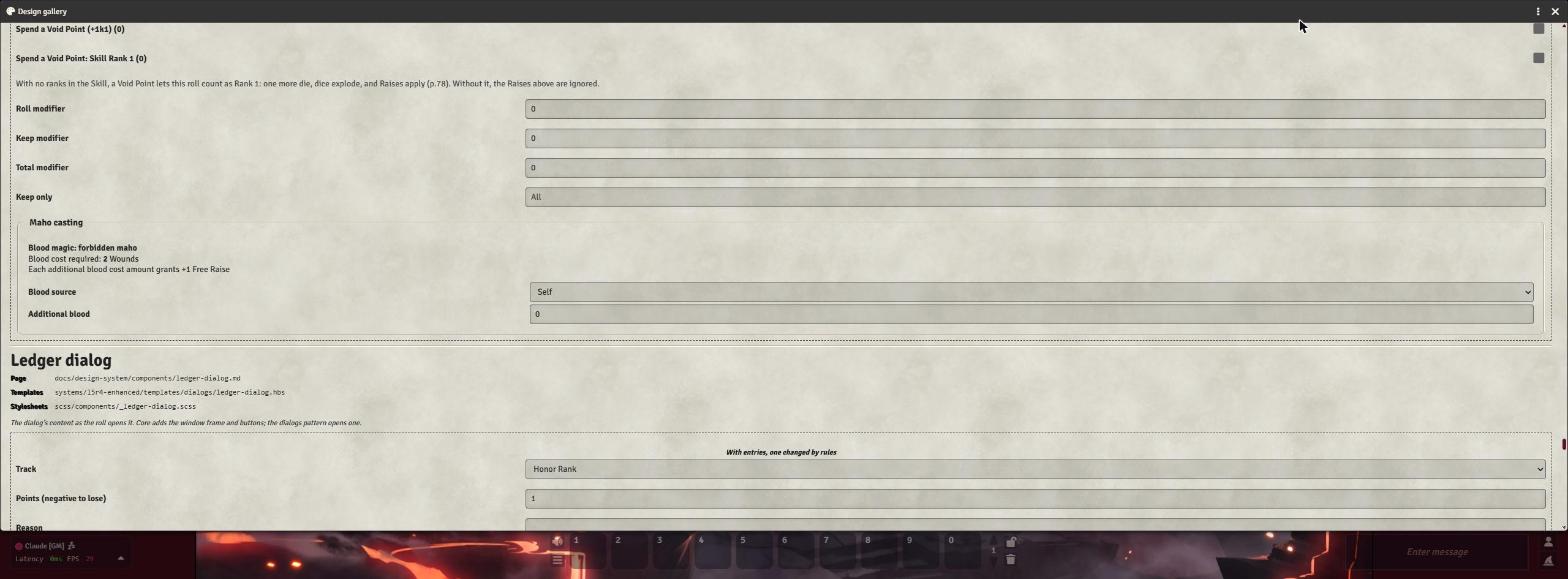 Design gallery
Spend a Void Point (+1k1) (0)
Spend a Void Point: Skill Rank 1 (0)
With no ranks in the Skill, a Void Point lets this roll count as Rank 1: one more die, dice explode, and Raises apply (p.78). Without it, the Raises above are ignored.
Roll modifier 0
Keep modifier 0
Total modifier 0
Keep only All
Maho casting
Blood magic: forbidden maho
Blood cost required: 2 Wounds
Each additional blood cost amount grants +1 Free Raise
Blood source Self
Additional blood 0
Ledger dialog
Page docs/design-system/components/ledger-dialog.md
Templates systems/l5r4-enhanced/templates/dialogs/ledger-dialog.hbs
Stylesheets scss/components/_ledger-dialog.scss
The dialog's content as the roll opens it. Core adds the window frame and buttons; the dialogs pattern opens one.
With entries, one changed by rules
Track Honor Rank
Points (negative to lose) 1
Reason
Claude [GM]
Latency 0ms FPS 29
1 2 3 4 5 6 7 8 9 0
1
Enter message